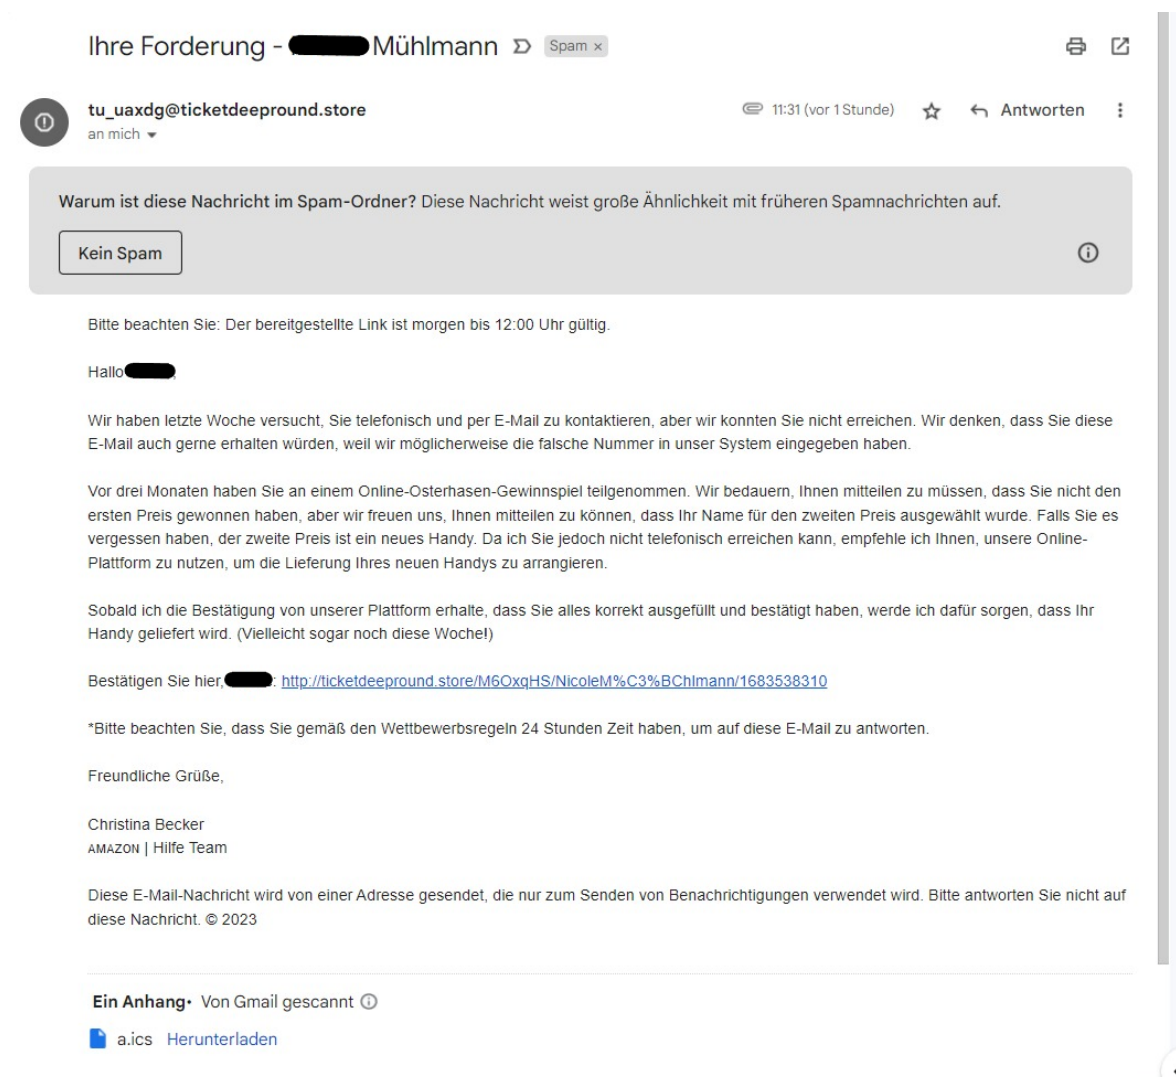 Ihre Forderung - Mühlmann Spam ×
tu_uaxdg@ticketdeepround.store 11:31 (vor 1 Stunde) Antworten
an mich
Warum ist diese Nachricht im Spam-Ordner? Diese Nachricht weist große Ähnlichkeit mit früheren Spamnachrichten auf.
Kein Spam
Bitte beachten Sie: Der bereitgestellte Link ist morgen bis 12:00 Uhr gültig.
Hallo ,
Wir haben letzte Woche versucht, Sie telefonisch und per E-Mail zu kontaktieren, aber wir konnten Sie nicht erreichen. Wir denken, dass Sie diese
E-Mail auch gerne erhalten würden, weil wir möglicherweise die falsche Nummer in unser System eingegeben haben.
Vor drei Monaten haben Sie an einem Online-Osterhasen-Gewinnspiel teilgenommen. Wir bedauern, Ihnen mitteilen zu müssen, dass Sie nicht den
ersten Preis gewonnen haben, aber wir freuen uns, Ihnen mitteilen zu können, dass Ihr Name für den zweiten Preis ausgewählt wurde. Falls Sie es
vergessen haben, der zweite Preis ist ein neues Handy. Da ich Sie jedoch nicht telefonisch erreichen kann, empfehle ich Ihnen, unsere Online-
Plattform zu nutzen, um die Lieferung Ihres neuen Handys zu arrangieren.
Sobald ich die Bestätigung von unserer Plattform erhalte, dass Sie alles korrekt ausgefüllt und bestätigt haben, werde ich dafür sorgen, dass Ihr
Handy geliefert wird. (Vielleicht sogar noch diese Woche!)
Bestätigen Sie hier, : http://ticketdeepround.store/M6OxqHS/NicoleM%C3%BChlmann/1683538310
*Bitte beachten Sie, dass Sie gemäß den Wettbewerbsregeln 24 Stunden Zeit haben, um auf diese E-Mail zu antworten.
Freundliche Grüße,
Christina Becker
AMAZON | Hilfe Team
Diese E-Mail-Nachricht wird von einer Adresse gesendet, die nur zum Senden von Benachrichtigungen verwendet wird. Bitte antworten Sie nicht auf
diese Nachricht. © 2023
Ein Anhang• Von Gmail gescannt
a.ics Herunterladen